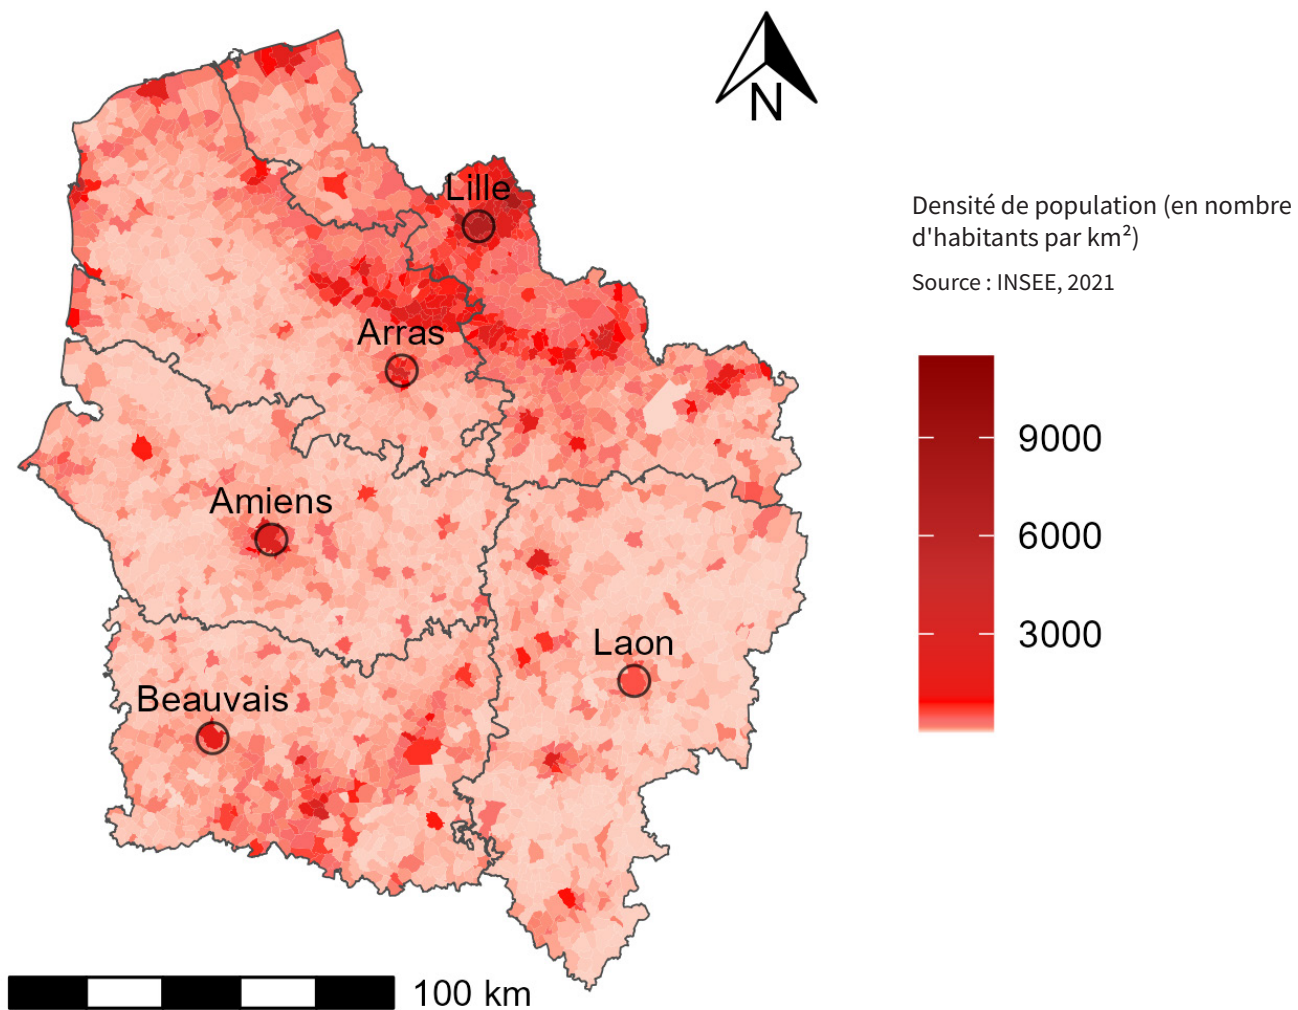 N
Lille
Arras
Amiens
Laon
Beauvais
100 km
Densité de population (en nombre
d'habitants par km²)
Source : INSEE, 2021
9000
6000
3000